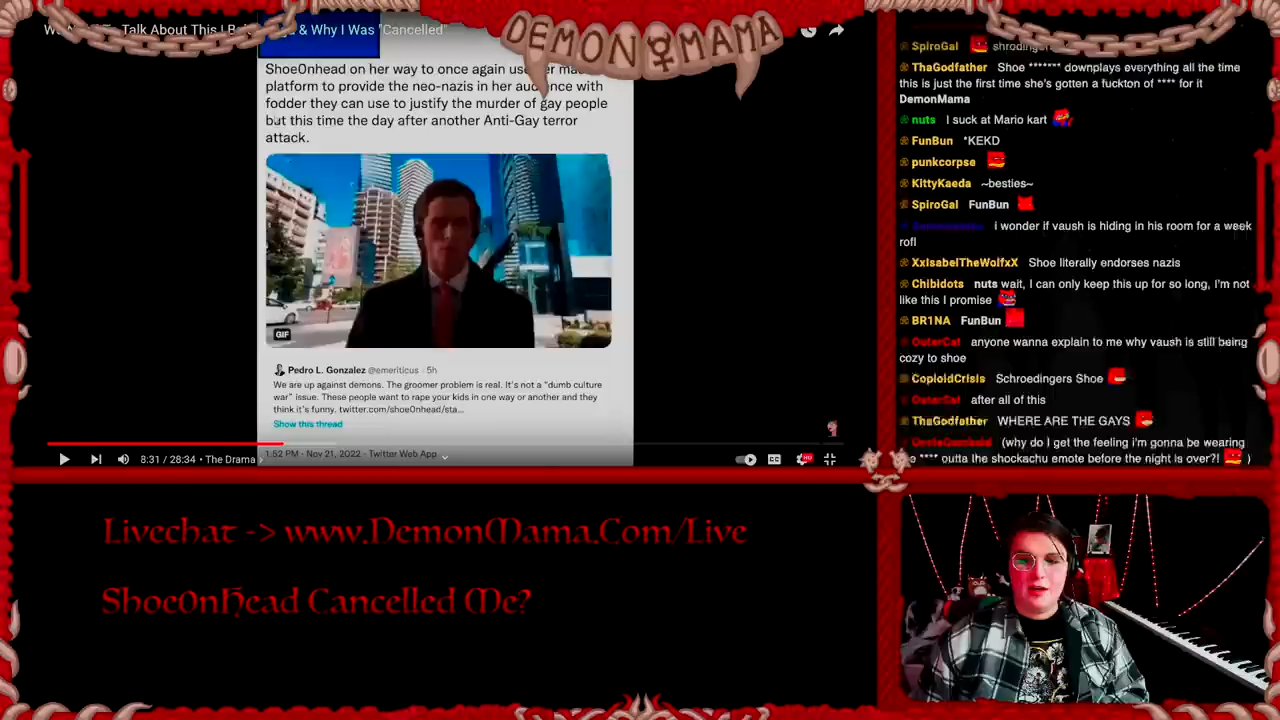 Talk About This | & Why I Was "Cancelled"
DEMON MAMA
Shoe0nhead on her way to once again use
platform to provide the neo-nazis in her audience with
fodder they can use to justify the murder of gay people
but this time the day after another Anti-Gay terror
attack.
GIF
Pedro L. Gonzalez @emeriticus · 5h
We are up against demons. The groomer problem is real. It's not a "dumb culture
war" issue. These people want to rape your kids in one way or another and they
think it's funny. twitter.com/shoe0nhead/sta...
Show this thread
1:52 PM · Nov 21, 2022 · Twitter Web App
8:31 / 28:34 • The Drama
CC
HD
SpiroGal
ThaGodfather Shoe ******* downplays everything all the time
this is just the first time she's gotten a fuckton of **** for it
DemonMama
nuts I suck at Mario kart
FunBun *KEKD
punkcorpse
KittyKaeda ~besties~
SpiroGal FunBun
i wonder if vaush is hiding in his room for a week
rofl
XxIsabelTheWolfxX Shoe literally endorses nazis
Chibidots nuts wait, I can only keep this up for so long, i'm not
like this I promise
BR1NA FunBun
OuterCat anyone wanna explain to me why vaush is still being
cozy to shoe
CopioidCrisis Schroedingers Shoe
OuterCat after all of this
ThaGodfather WHERE ARE THE GAYS
(why do I get the feeling i'm gonna be wearing
**** outta the shockachu emote before the night is over?! )
Livechat -> www.DemonMama.Com/Live
Shoe0nHead Cancelled Me?